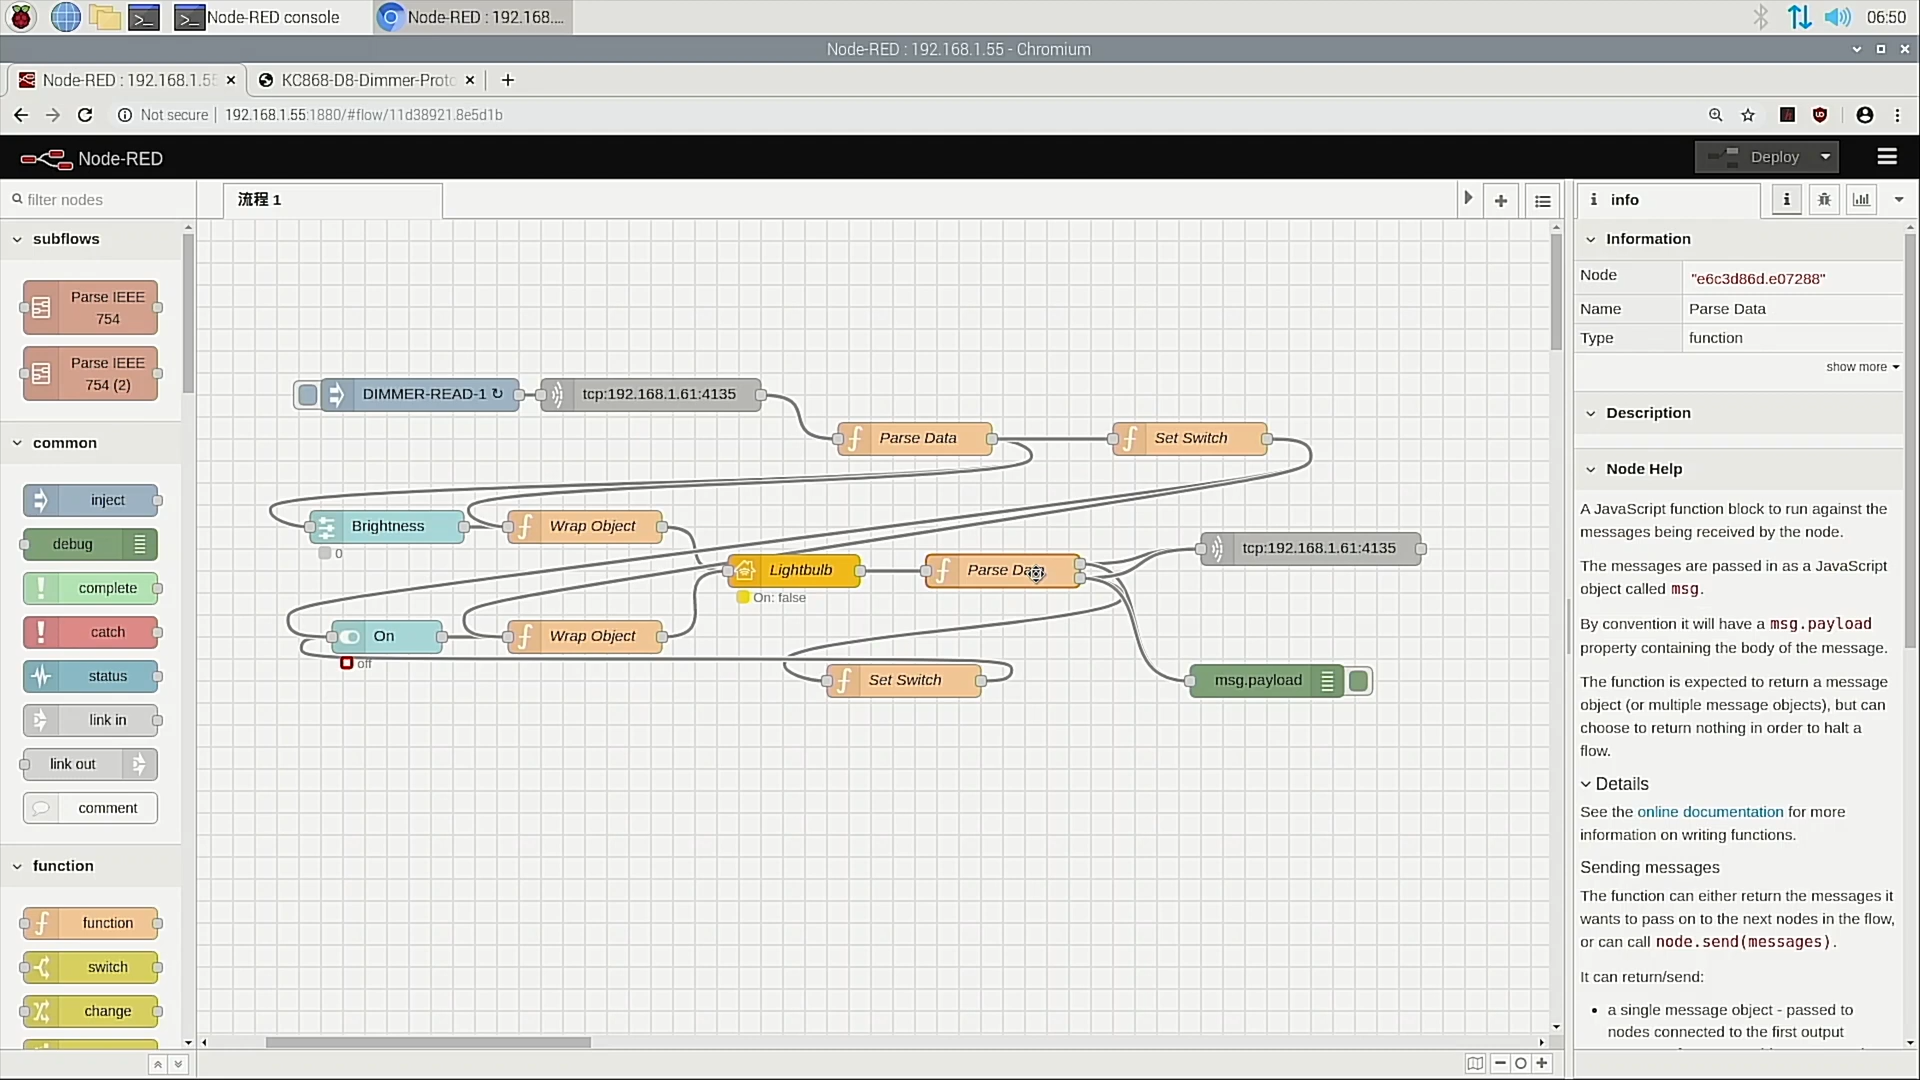 Node-RED console
Node-RED : 192.168....
06:50
Node-RED : 192.168.1.55 - Chromium
Node-RED : 192.168.1.55
KC868-D8-Dimmer-Proto
Not secure
192.168.1.55:1880/#flow/11d38921.8e5d1b
Node-RED
Deploy
filter nodes
流程 1
info
subflows
Parse IEEE
754
Parse IEEE
754 (2)
common
inject
debug
complete
catch
status
link in
link out
comment
function
function
switch
change
DIMMER-READ-1 ↻
tcp:192.168.1.61:4135
Parse Data
Set Switch
Brightness
0
Wrap Object
tcp:192.168.1.61:4135
Lightbulb
On: false
Parse Data
On
off
Wrap Object
Set Switch
msg.payload
Information
Node
"e6c3d86d.e07288"
Name
Parse Data
Type
function
show more
Description
Node Help
A JavaScript function block to run against the
messages being received by the node.
The messages are passed in as a JavaScript
object called msg.
By convention it will have a msg.payload
property containing the body of the message.
The function is expected to return a message
object (or multiple message objects), but can
choose to return nothing in order to halt a
flow.
Details
See the online documentation for more
information on writing functions.
Sending messages
The function can either return the messages it
wants to pass on to the next nodes in the flow,
or can call node.send(messages).
It can return/send:
• a single message object - passed to
nodes connected to the first output